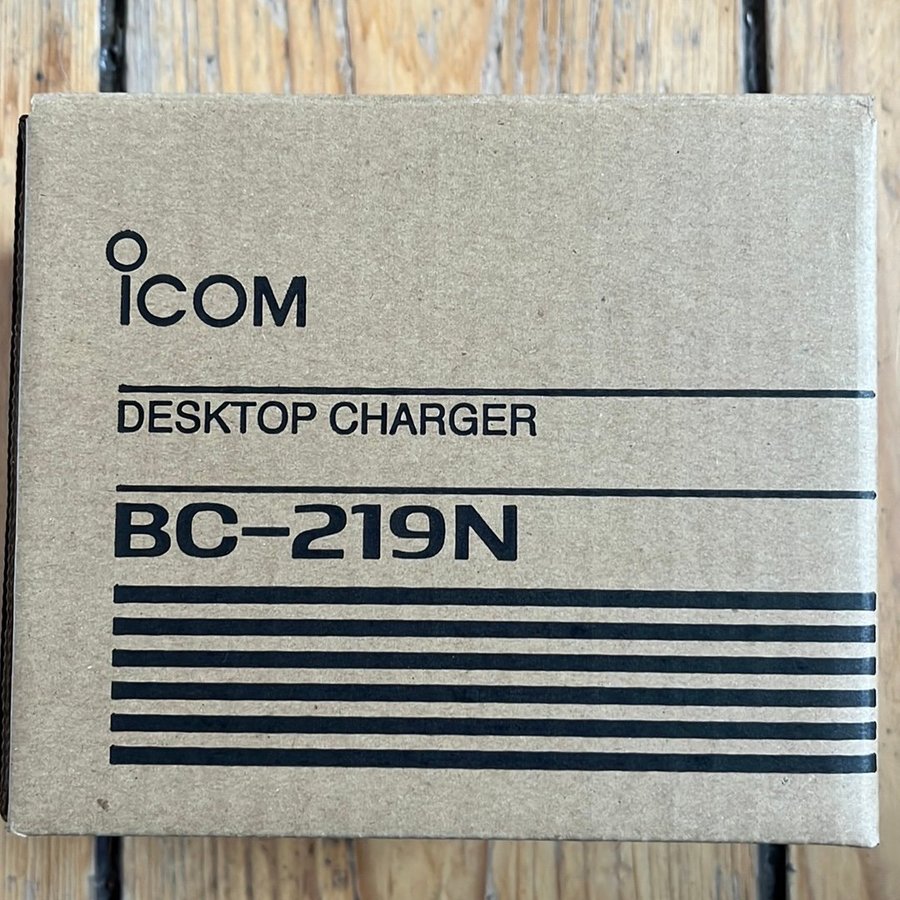 ICOM
DESKTOP CHARGER
BC-219N